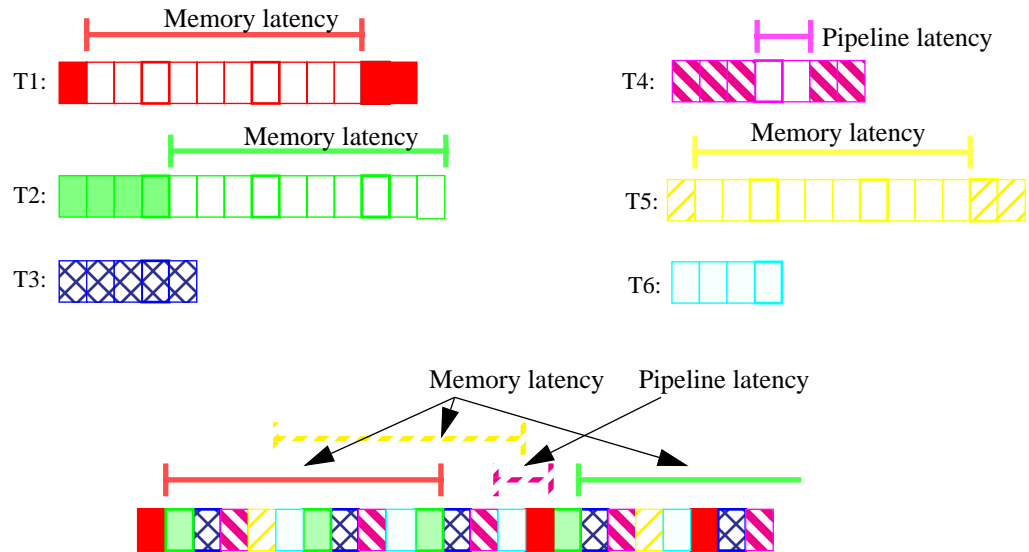 Memory latency
Pipeline latency
T1:
T4:
Memory latency
Memory latency
T2:
T5:
T3:
T6:
Memory latency
Pipeline latency